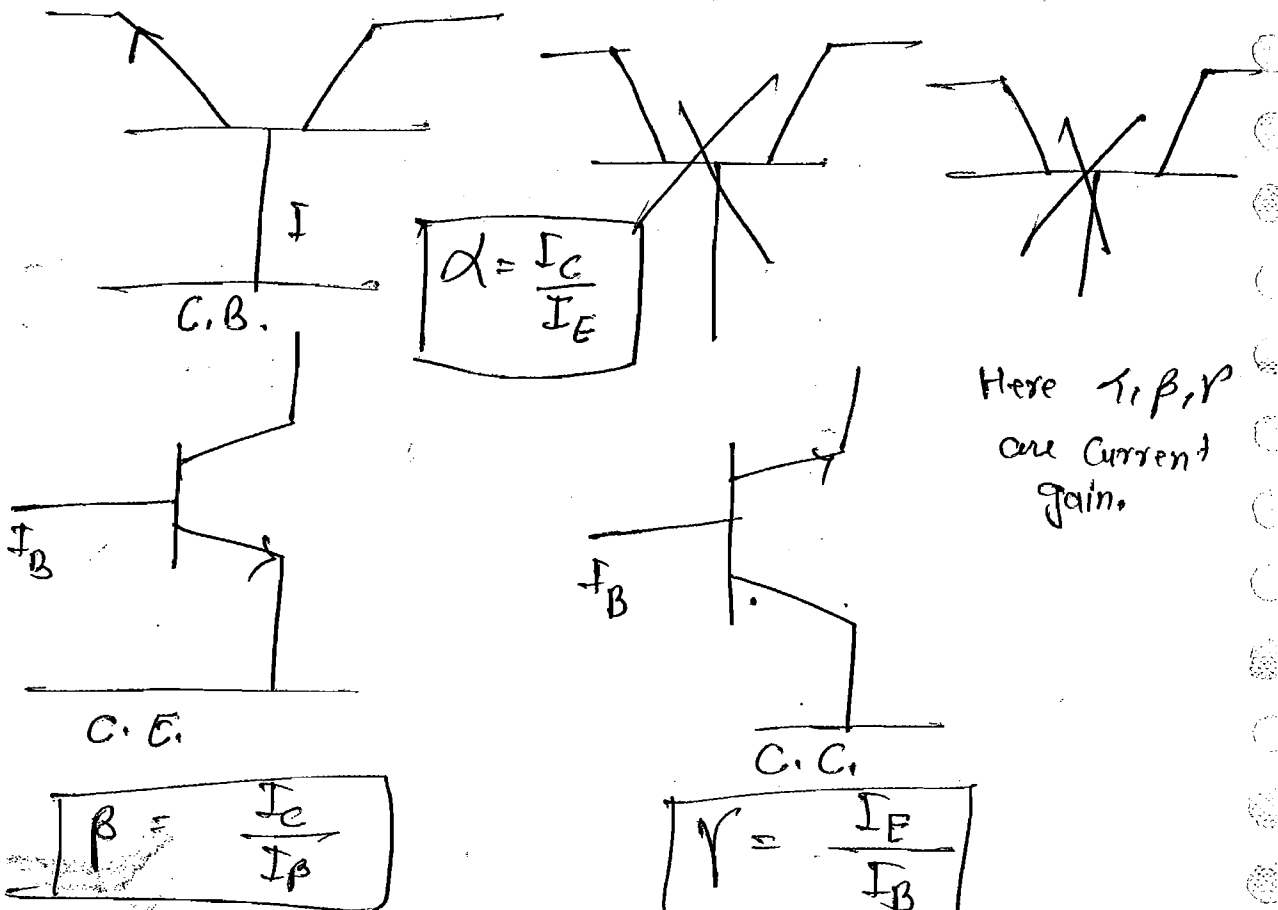 I
C.B.
α = I_C / I_E
Here α, β, γ
are current
gain.
I_B
C.E.
β = I_C / I_β
I_B
C.C.
γ = I_E / I_B